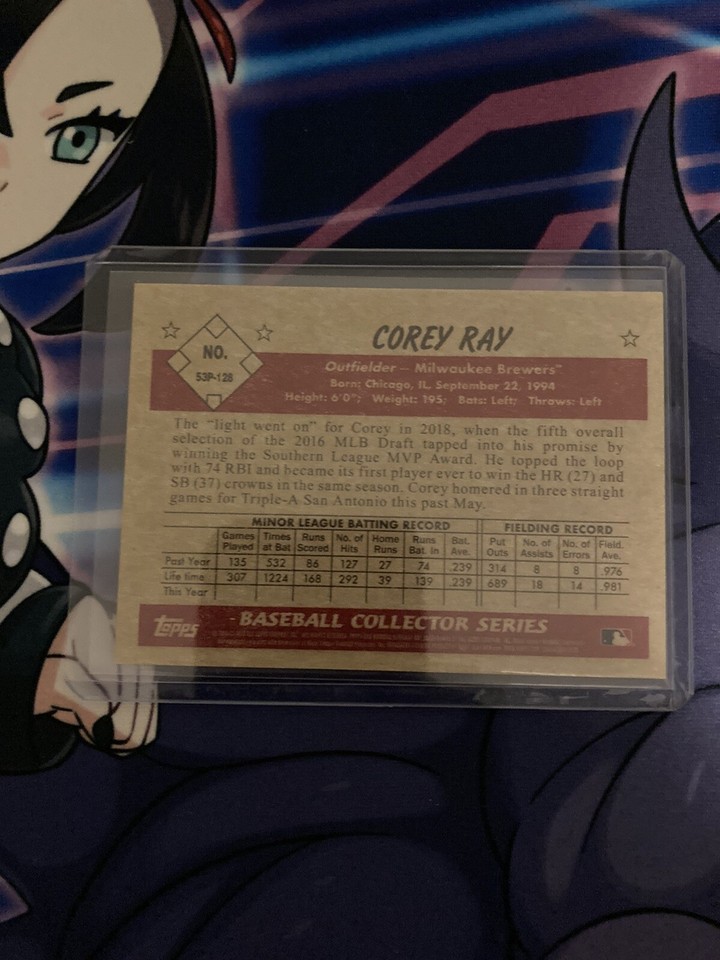 COREY RAY
NO.
53P-128
Outfielder – Milwaukee Brewers™
Born: Chicago, IL, September 22, 1994
Height: 6'0"; Weight: 195; Bats: Left; Throws: Left
The "light went on" for Corey in 2018, when the fifth overall
selection of the 2016 MLB Draft tapped into his promise by
winning the Southern League MVP Award. He topped the loop
with 74 RBI and became its first player ever to win the HR (27) and
SB (37) crowns in the same season. Corey homered in three straight
games for Triple-A San Antonio this past May.
MINOR LEAGUE BATTING RECORD FIELDING RECORD
Games Times Runs No. of Home Runs Bat. Put No. of No. of Field.
Played at Bat Scored Hits Runs Bat. In Ave. Outs Assists Errors Ave.
Past Year 135 532 86 127 27 74 .239 314 8 8 .976
Life time 307 1224 168 292 39 139 .239 689 18 14 .981
This Year
Topps - BASEBALL COLLECTOR SERIES